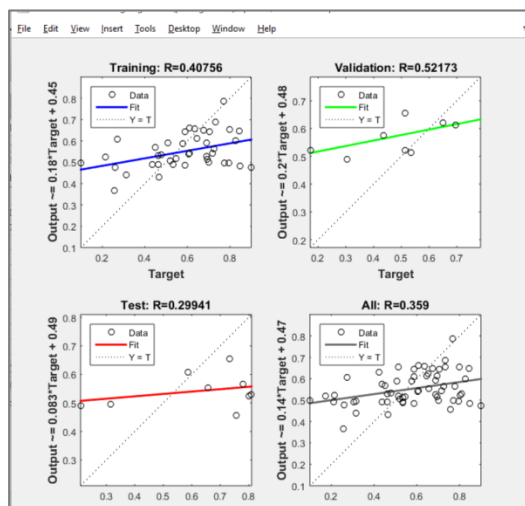 File Edit View Insert Tools Desktop Window Help
Training: R=0.40756
Output ~= 0.18*Target + 0.45
Data
Fit
Y = T
0.9
0.8
0.7
0.6
0.5
0.4
0.3
0.2
0.1
0.2 0.4 0.6 0.8
Target
Validation: R=0.52173
Output ~= 0.2*Target + 0.48
Data
Fit
Y = T
0.7
0.6
0.5
0.4
0.3
0.2
0.2 0.3 0.4 0.5 0.6 0.7
Target
Test: R=0.29941
Output ~= 0.083*Target + 0.49
Data
Fit
Y = T
0.8
0.7
0.6
0.5
0.4
0.3
0.3 0.4 0.5 0.6 0.7 0.8
All: R=0.359
Output ~= 0.14*Target + 0.47
Data
Fit
Y = T
0.9
0.8
0.7
0.6
0.5
0.4
0.3
0.2
0.1
0.2 0.4 0.6 0.8